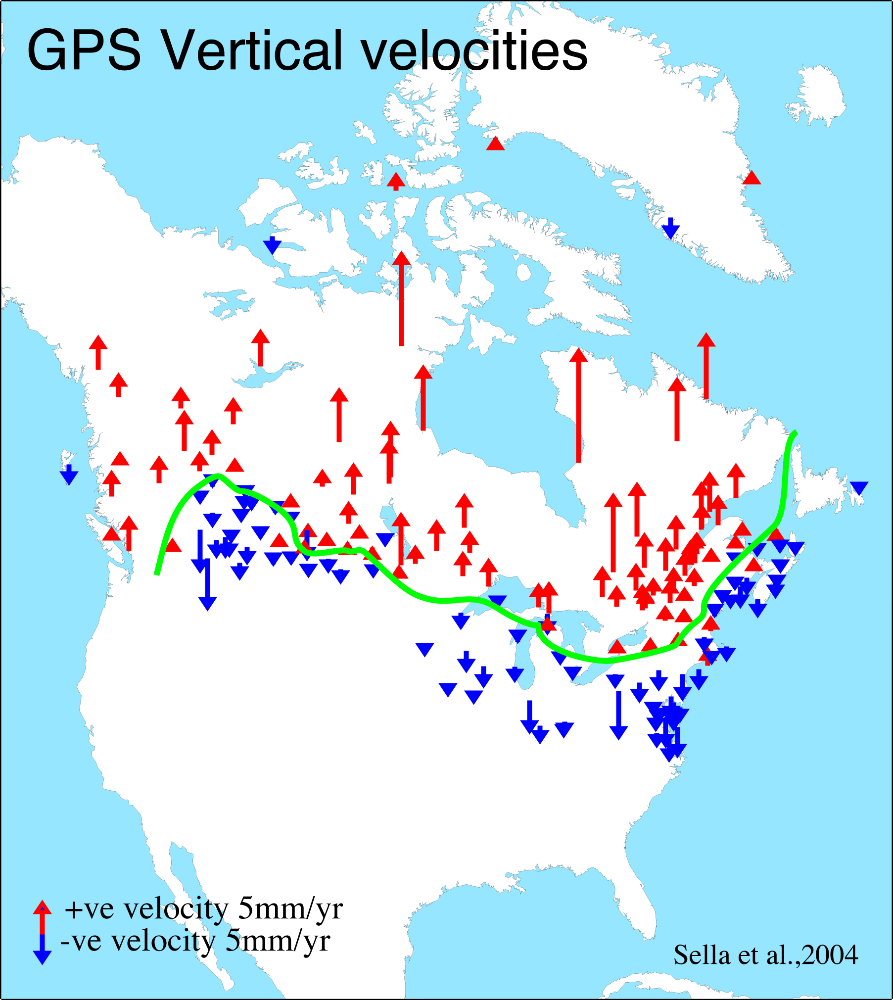 GPS Vertical velocities
+ve velocity 5mm/yr
-ve velocity 5mm/yr
Sella et al.,2004